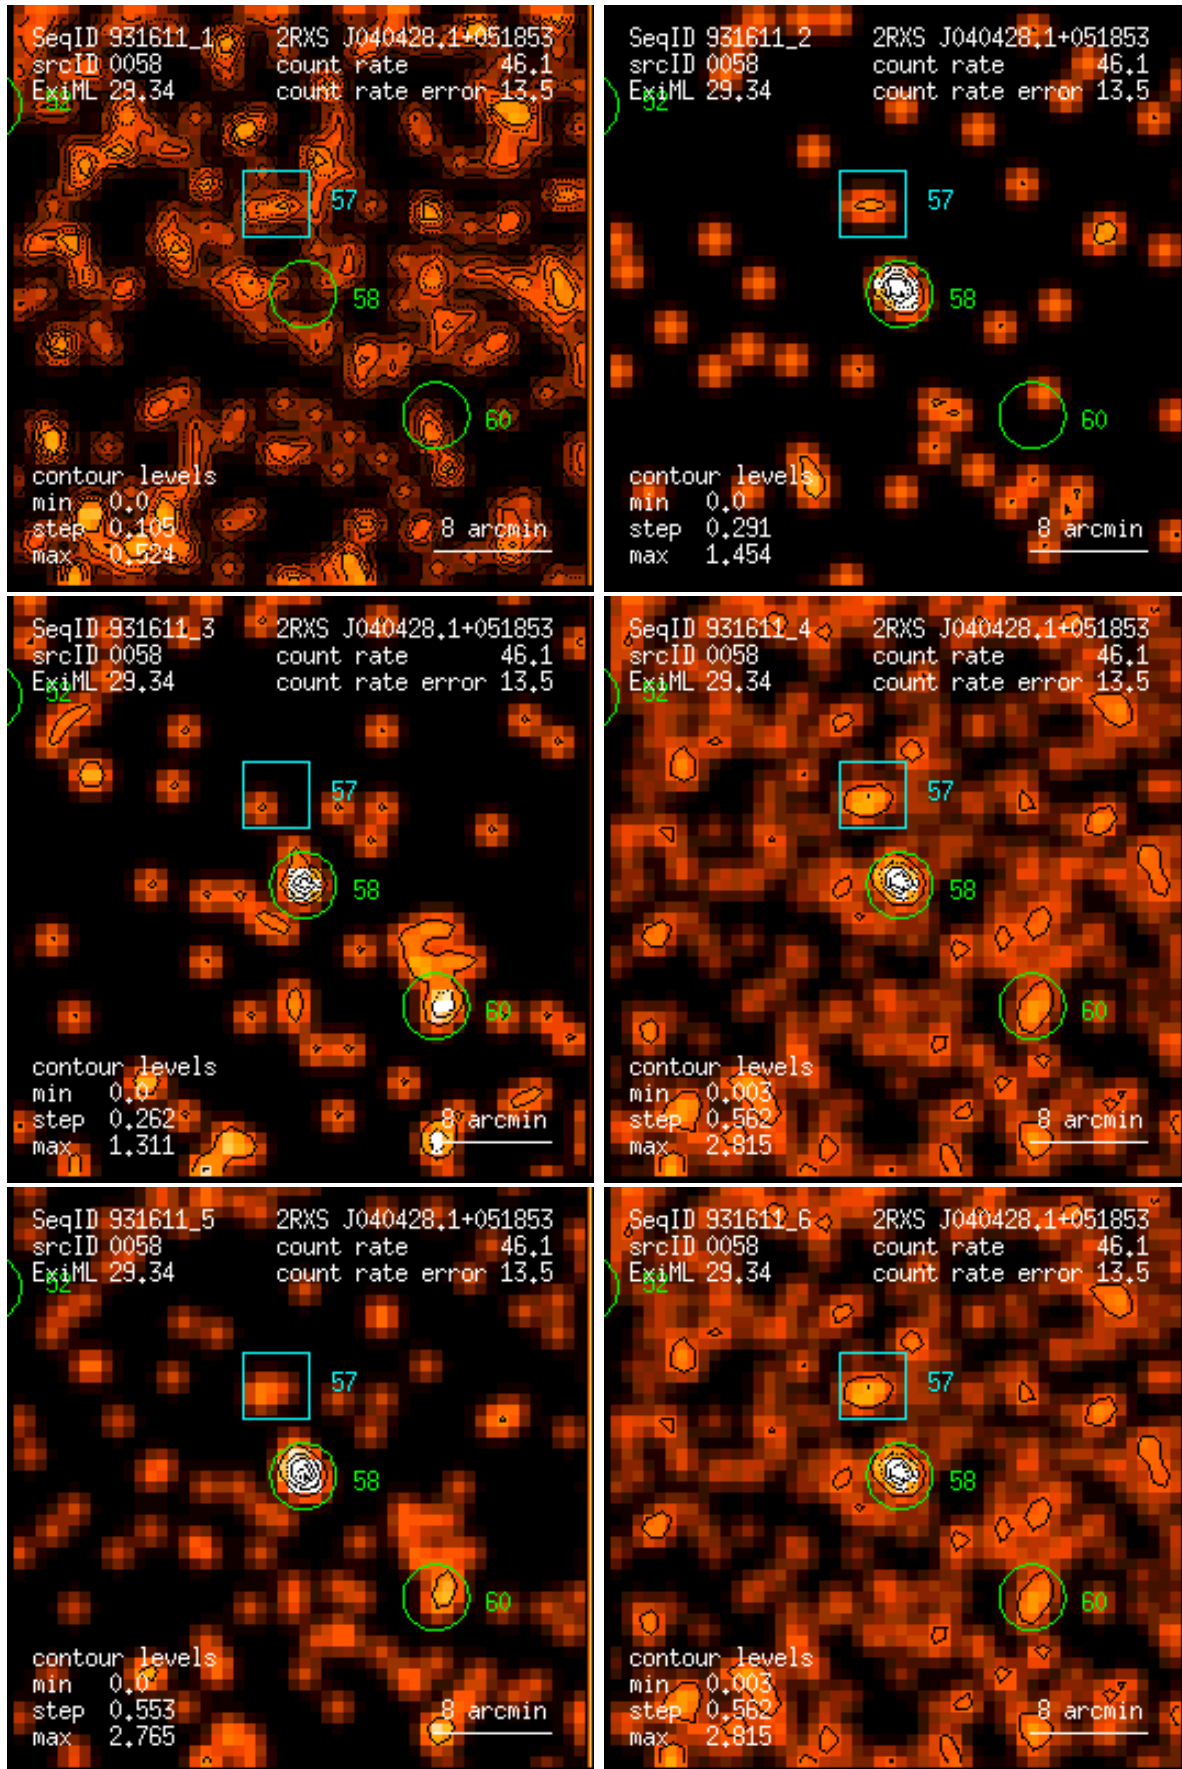 SeqID 931611_1 2RXS J040428.1+051853
srcID 0058 count rate 46.1
ExiML 29.34 count rate error 13.5
52
57
58
60
contour levels
min 0.0
step 0.105
max 0.524
8 arcmin
SeqID 931611_2 2RXS J040428.1+051853
srcID 0058 count rate 46.1
ExiML 29.34 count rate error 13.5
52
57
58
60
contour levels
min 0.0
step 0.291
max 1.454
8 arcmin
SeqID 931611_3 2RXS J040428.1+051853
srcID 0058 count rate 46.1
ExiML 29.34 count rate error 13.5
52
57
58
60
contour levels
min 0.0
step 0.262
max 1.311
8 arcmin
SeqID 931611_4 2RXS J040428.1+051853
srcID 0058 count rate 46.1
ExiML 29.34 count rate error 13.5
52
57
58
60
contour levels
min 0.003
step 0.562
max 2.815
8 arcmin
SeqID 931611_5 2RXS J040428.1+051853
srcID 0058 count rate 46.1
ExiML 29.34 count rate error 13.5
52
57
58
60
contour levels
min 0.0
step 0.553
max 2.765
8 arcmin
SeqID 931611_6 2RXS J040428.1+051853
srcID 0058 count rate 46.1
ExiML 29.34 count rate error 13.5
52
57
58
60
contour levels
min 0.003
step 0.562
max 2.815
8 arcmin